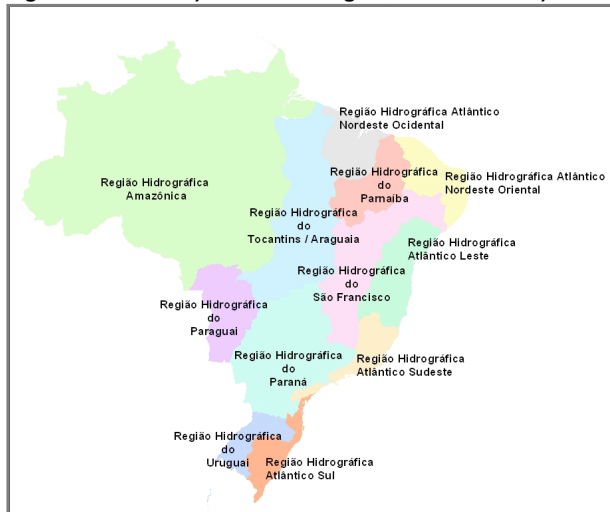 Região Hidrográfica Atlântico
Nordeste Ocidental
Região Hidrográfica
do
Parnaíba
Região Hidrográfica Atlântico
Nordeste Oriental
Região Hidrográfica
Amazônica
Região Hidrográfica
do
Tocantins / Araguaia
Região Hidrográfica
Atlântico Leste
Região Hidrográfica
do
São Francisco
Região Hidrográfica
do
Paraguai
Região Hidrográfica
do
Paraná
Região Hidrográfica
Atlântico Sudeste
Região Hidrográfica
do
Uruguai
Região Hidrográfica
Atlântico Sul